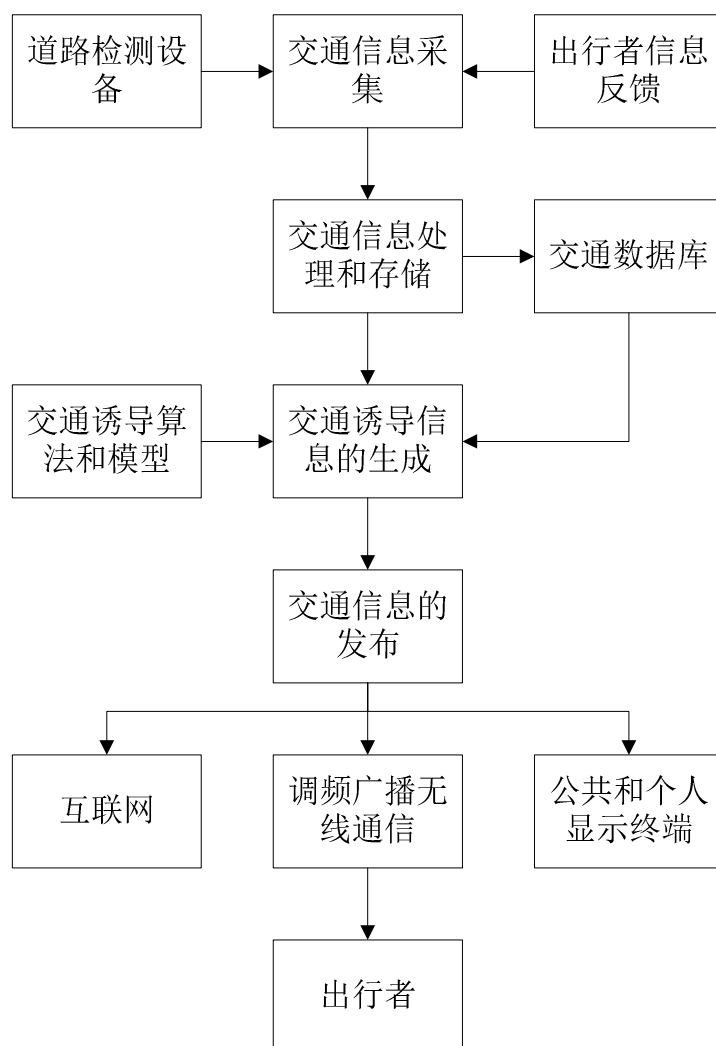 道路检测设
备
交通信息采
集
出行者信息
反馈
交通信息处
理和存储
交通数据库
交通诱导算
法和模型
交通诱导信
息的生成
交通信息的
发布
互联网
调频广播无
线通信
公共和个人
显示终端
出行者